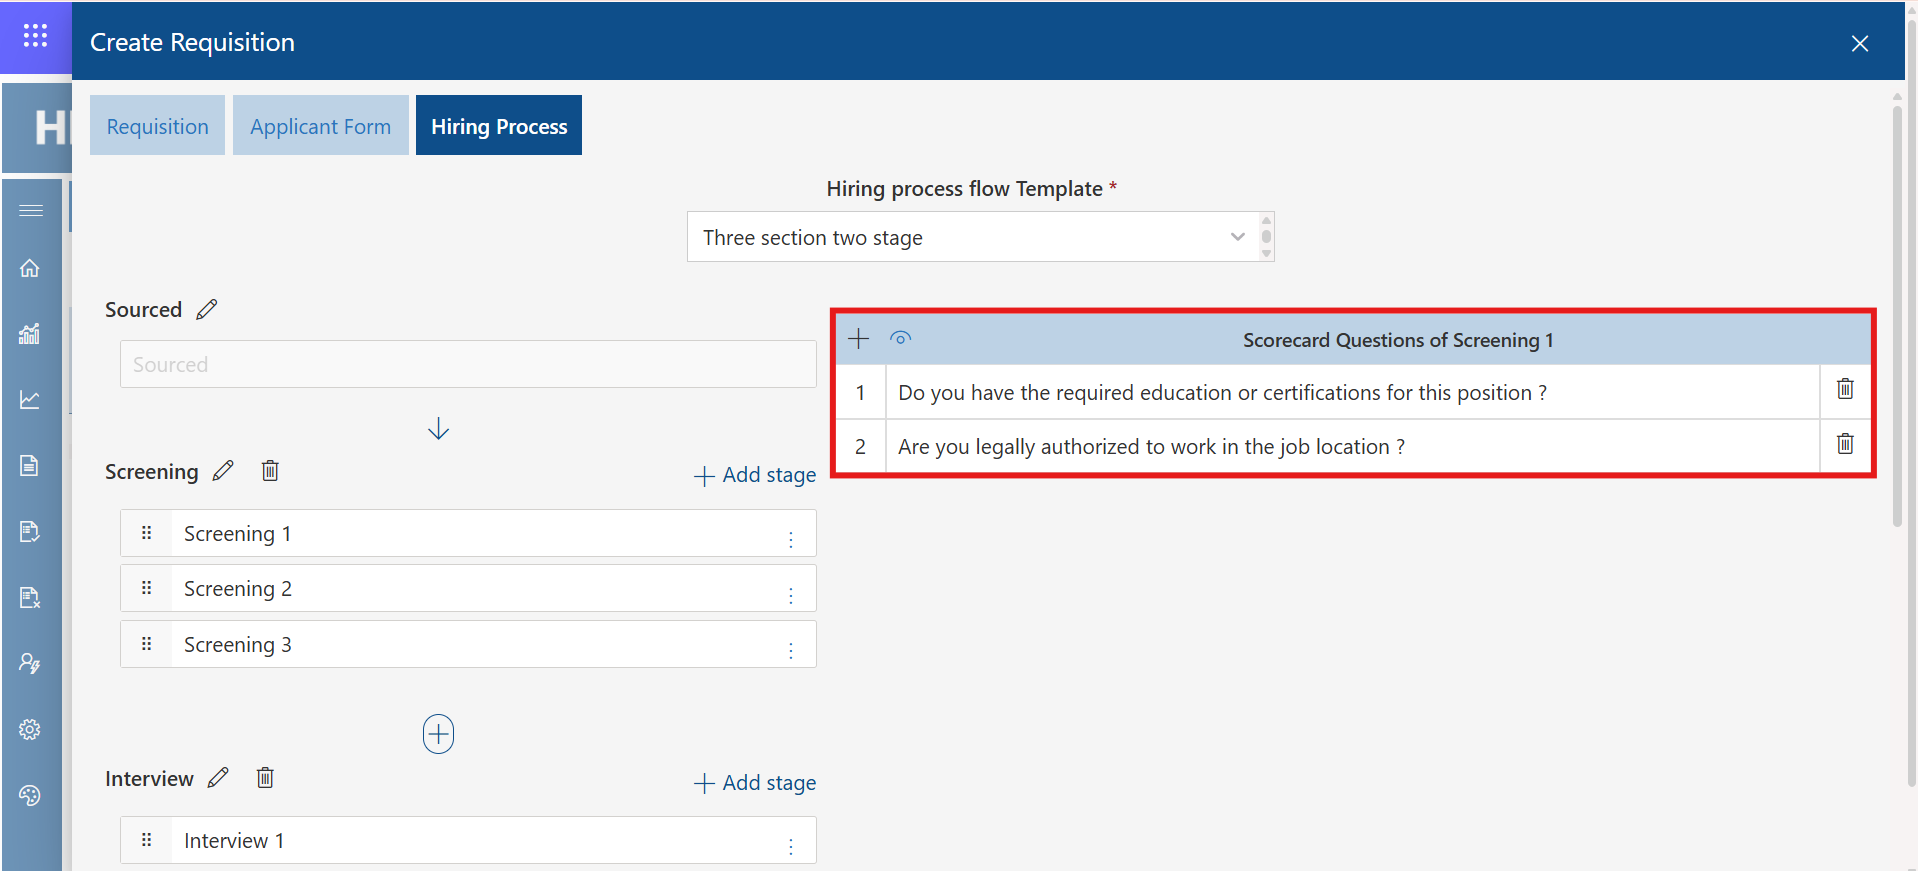 Create Requisition
Requisition
Applicant Form
Hiring Process
Hiring process flow Template *
Three section two stage
Sourced
Sourced
Screening
Add stage
Screening 1
Screening 2
Screening 3
Interview
Add stage
Interview 1
Scorecard Questions of Screening 1
1 Do you have the required education or certifications for this position ?
2 Are you legally authorized to work in the job location ?